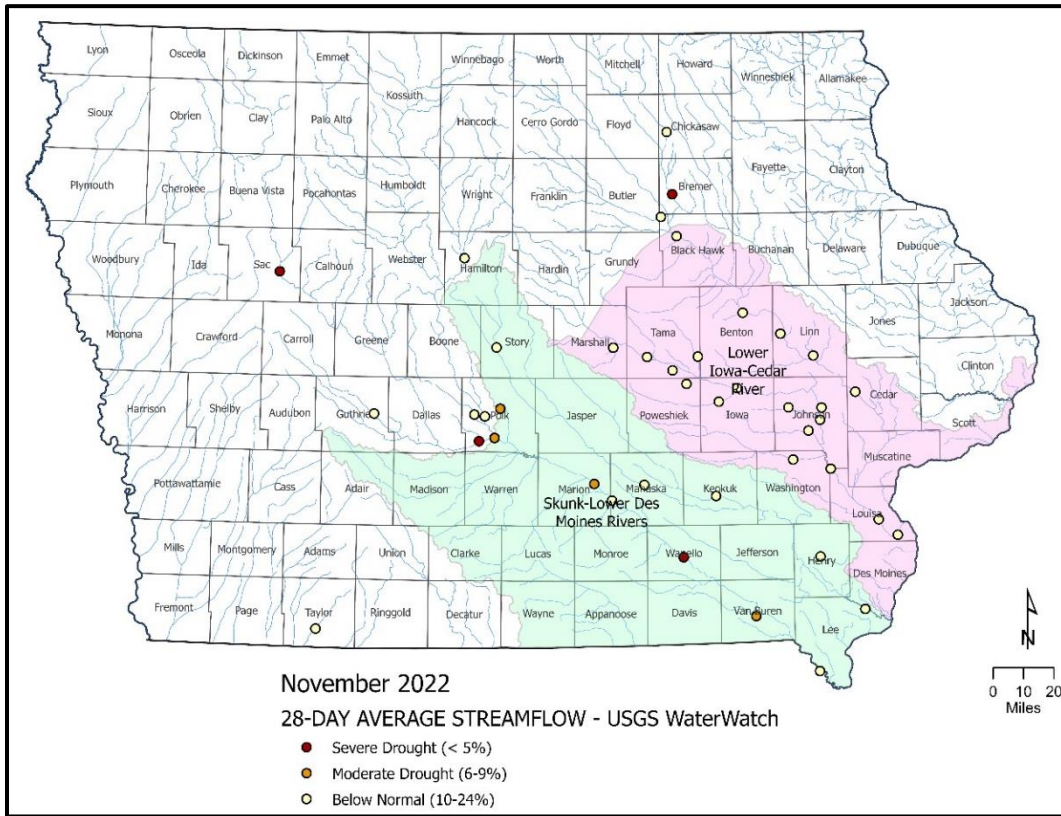 Lyon
Osceola
Dickinson
Emmet
Winnebago
Worth
Mitchell
Howard
Winneshiek
Allamakee
Kossuth
Sioux
Obrien
Clay
Palo Alto
Hancock
Cerro Gordo
Floyd
Chickasaw
Fayette
Clayton
Plymouth
Cherokee
Buena Vista
Pocahontas
Humboldt
Wright
Franklin
Butler
Bremer
Woodbury
Ida
Sac
Calhoun
Webster
Hamilton
Hardin
Grundy
Black Hawk
Buchanan
Delaware
Dubuque
Jackson
Jones
Monona
Crawford
Carroll
Greene
Boone
Story
Marshall
Tama
Benton
Linn
Clinton
Lower
Iowa-Cedar
River
Cedar
Scott
Harrison
Shelby
Audubon
Guthrie
Dallas
Polk
Jasper
Poweshiek
Iowa
Johnson
Muscatine
Pottawattamie
Cass
Adair
Madison
Warren
Marion
Mahaska
Keokuk
Washington
Louisa
Skunk-Lower Des
Moines Rivers
Mills
Montgomery
Adams
Union
Clarke
Lucas
Monroe
Wapello
Jefferson
Henry
Des Moines
Fremont
Page
Taylor
Ringgold
Decatur
Wayne
Appanoose
Davis
Van Buren
Lee
N
0 10 20
Miles
November 2022
28-DAY AVERAGE STREAMFLOW - USGS WaterWatch
Severe Drought (< 5%)
Moderate Drought (6-9%)
Below Normal (10-24%)